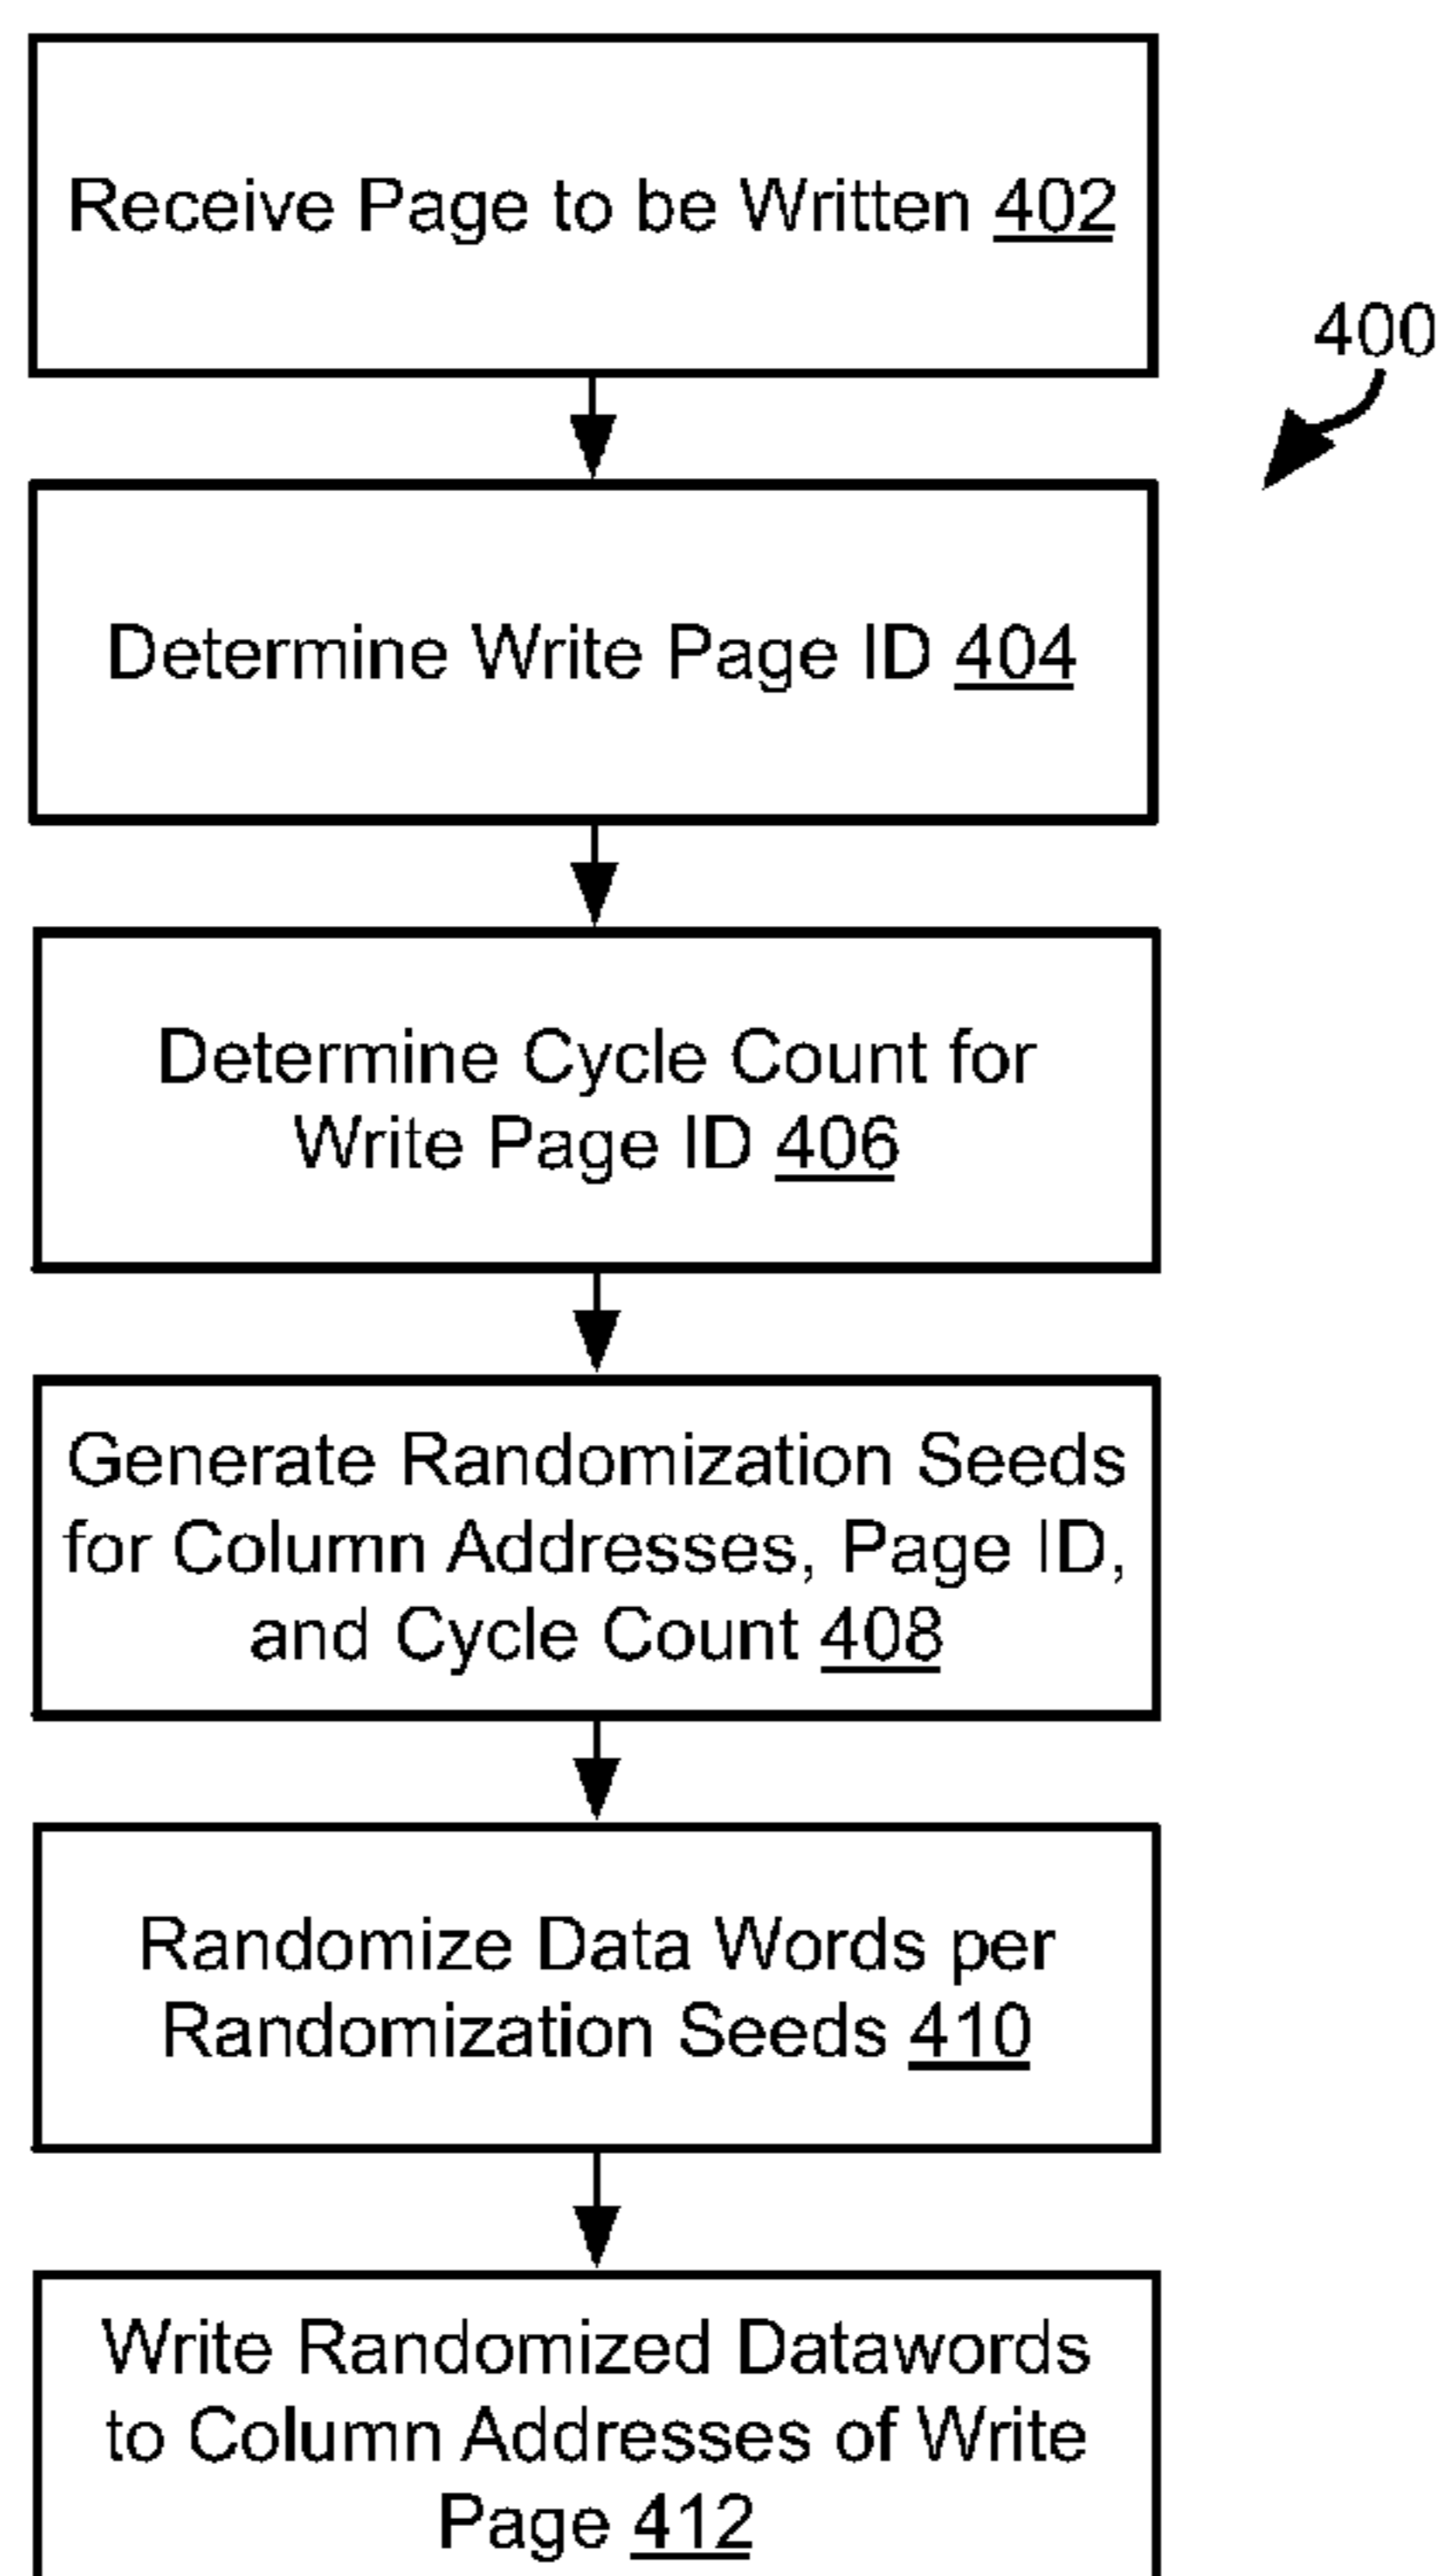 Receive Page to be Written 402
400
Determine Write Page ID 404
Determine Cycle Count for
Write Page ID 406
Generate Randomization Seeds
for Column Addresses, Page ID,
and Cycle Count 408
Randomize Data Words per
Randomization Seeds 410
Write Randomized Datawords
to Column Addresses of Write
Page 412